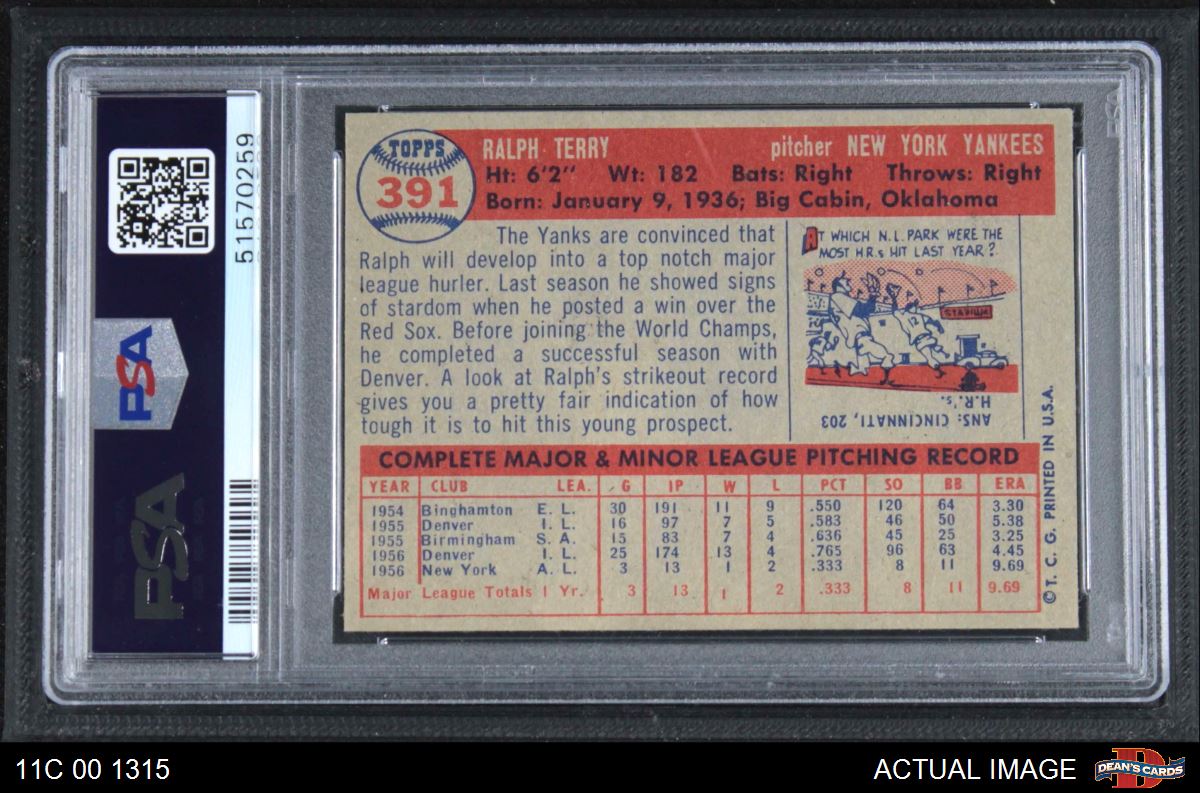 51570259
PSA
PSA
TOPPS
391
RALPH TERRY
pitcher NEW YORK YANKEES
Ht: 6'2" Wt: 182 Bats: Right Throws: Right
Born: January 9, 1936; Big Cabin, Oklahoma
The Yanks are convinced that
Ralph will develop into a top notch major
league hurler. Last season he showed signs
of stardom when he posted a win over the
Red Sox. Before joining the World Champs,
he completed a successful season with
Denver. A look at Ralph's strikeout record
gives you a pretty fair indication of how
tough it is to hit this young prospect.
AT WHICH N.L. PARK WERE THE
MOST H.R.s HIT LAST YEAR?
STADIUM
12
ANS: CINCINNATI, 203
H.R.'s.
COMPLETE MAJOR & MINOR LEAGUE PITCHING RECORD
YEAR CLUB LEA. G IP W L PCT SO BB ERA
1954 Binghamton E. L. 30 191 11 9 .550 120 64 3.30
1955 Denver I. L. 16 97 7 5 .583 46 50 5.38
1955 Birmingham S. A. 15 83 7 4 .636 45 25 3.25
1956 Denver I. L. 25 174 13 4 .765 96 63 4.45
1956 New York A. L. 3 13 1 2 .333 8 11 9.69
Major League Totals 1 Yr. 3 13 1 2 .333 8 11 9.69
© T. C. G. PRINTED IN U.S.A.
11C 00 1315
ACTUAL IMAGE
DEAN'S CARDS